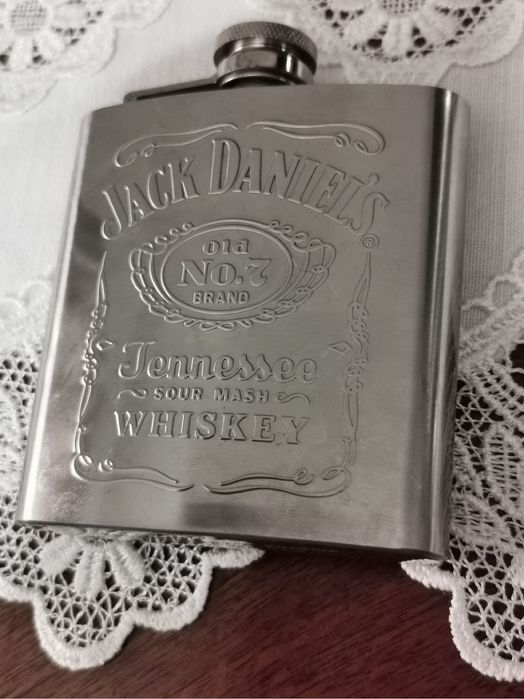 JACK DANIEL'S®
Old
No.7
BRAND
Tennessee
SOUR MASH
WHISKEY